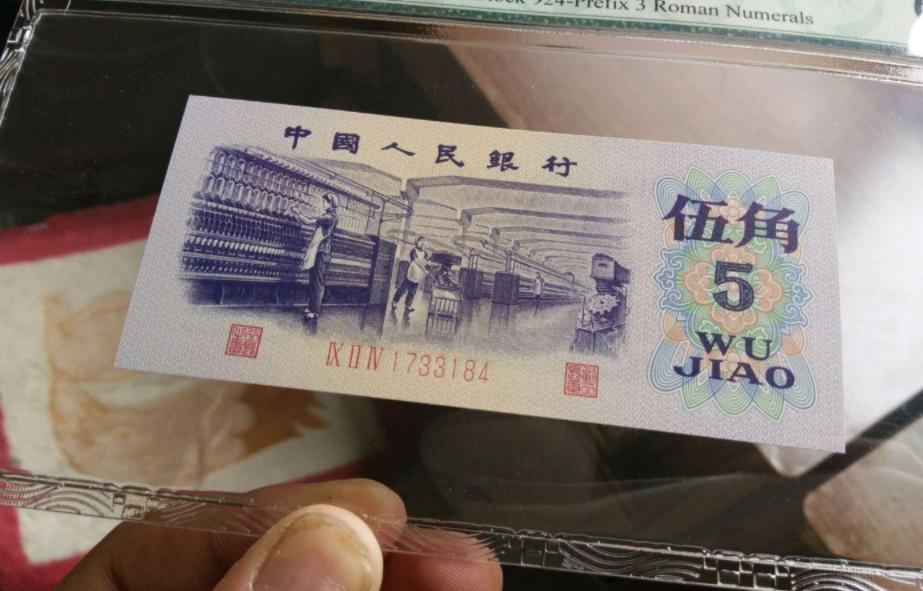 924-Prefix 3 Roman Numerals
中國人民銀行
伍角
5
WU
JIAO
IX II IV 1733184